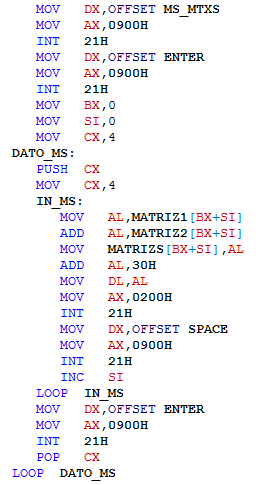 MOV DX,OFFSET MS_MTXS
MOV AX,0900H
INT 21H
MOV DX,OFFSET ENTER
MOV AX,0900H
INT 21H
MOV BX,0
MOV SI,0
MOV CX,4
DATO_MS:
PUSH CX
MOV CX,4
IN_MS:
MOV AL,MATRIZ1[BX+SI]
ADD AL,MATRIZ2[BX+SI]
MOV MATRIZS[BX+SI],AL
ADD AL,30H
MOV DL,AL
MOV AX,0200H
INT 21H
MOV DX,OFFSET SPACE
MOV AX,0900H
INT 21H
INC SI
LOOP IN_MS
MOV DX,OFFSET ENTER
MOV AX,0900H
INT 21H
POP CX
LOOP DATO_MS